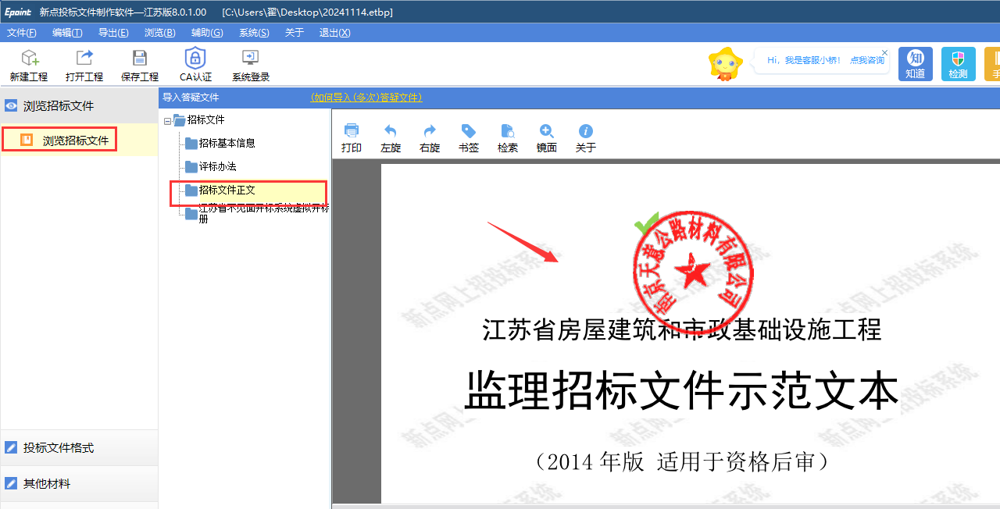 Epoint 新点投标文件制作软件—江苏版8.0.1.00 [C:\Users\翟\Desktop\20241114.etbp]
文件(F) 编辑(T) 导出(E) 浏览(B) 辅助(G) 系统(S) 关于 退出(X)
新建工程 打开工程 保存工程 CA认证 系统登录
Hi，我是客服小桥！ 点我咨询
知
知道 检测 手
浏览招标文件
浏览招标文件
投标文件格式
其他材料
导入答疑文件 (如何导入(多次)答疑文件)
招标文件
招标基本信息
评标办法
招标文件正文
江苏省不见面开标系统虚拟开标
册
打印 左旋 右旋 书签 检索 镜面 关于
南京天意公路材料有限公司
江苏省房屋建筑和市政基础设施工程
监理招标文件示范文本
（2014 年版 适用于资格后审）
新点网上招投标系统
新点网上招投标系统